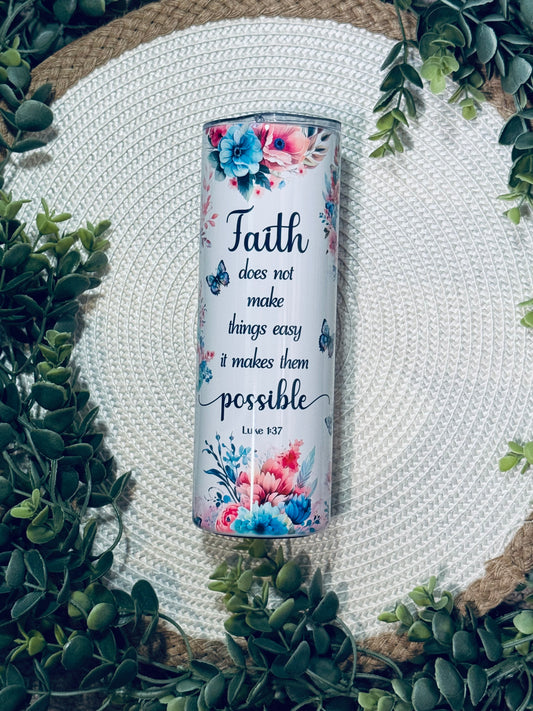 Faith
does not
make
things easy
it makes them
possible
Luke 1:37